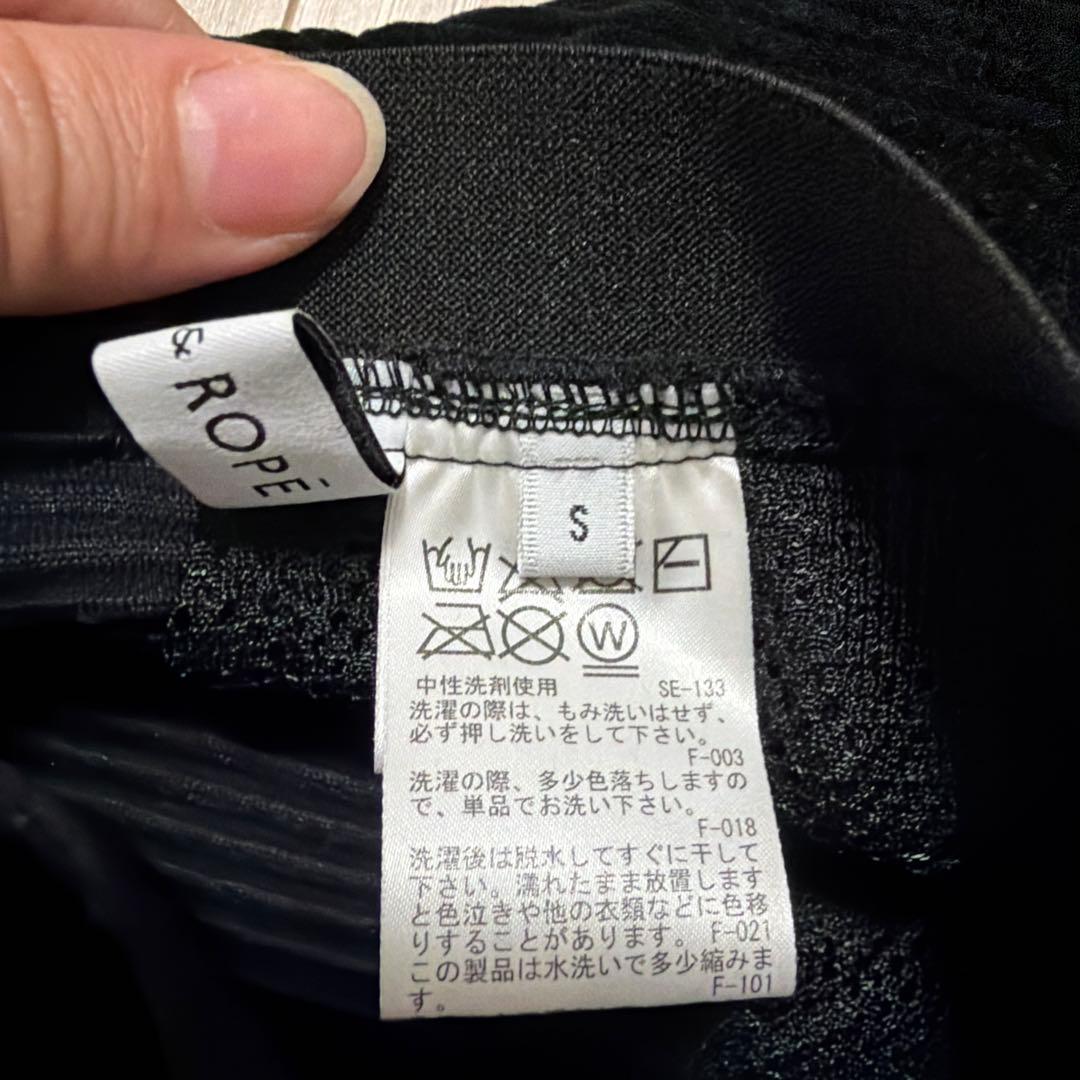 & ROPÉ
S
W
中性洗剤使用 SE-133
洗濯の際は、もみ洗いはせず、
必ず押し洗いをして下さい。
F-003
洗濯の際、多少色落ちしますの
で、単品でお洗い下さい。
F-018
洗濯後は脱水してすぐに干して
下さい。濡れたまま放置します
と色泣きや他の衣類などに色移
りすることがあります。 F-021
この製品は水洗いで多少縮みま
す。 F-101